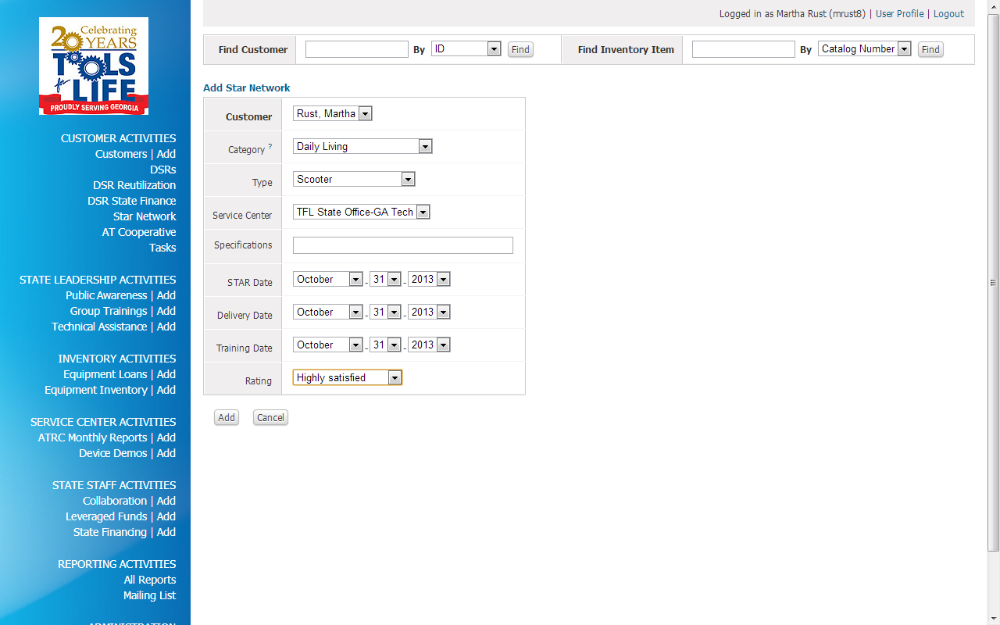 Celebrating
20 YEARS
TOOLS
for LIFE
PROUDLY SERVING GEORGIA
CUSTOMER ACTIVITIES
Customers | Add
DSRs
DSR Reutilization
DSR State Finance
Star Network
AT Cooperative
Tasks
STATE LEADERSHIP ACTIVITIES
Public Awareness | Add
Group Trainings | Add
Technical Assistance | Add
INVENTORY ACTIVITIES
Equipment Loans | Add
Equipment Inventory | Add
SERVICE CENTER ACTIVITIES
ATRC Monthly Reports | Add
Device Demos | Add
STATE STAFF ACTIVITIES
Collaboration | Add
Leveraged Funds | Add
State Financing | Add
REPORTING ACTIVITIES
All Reports
Mailing List
ADMINISTRATION
Logged in as Martha Rust (mrust8) | User Profile | Logout
Find Customer By ID Find Find Inventory Item By Catalog Number Find
Add Star Network
Customer Rust, Martha
Category ? Daily Living
Type Scooter
Service Center TFL State Office-GA Tech
Specifications
STAR Date October - 31 - 2013
Delivery Date October - 31 - 2013
Training Date October - 31 - 2013
Rating Highly satisfied
Add Cancel